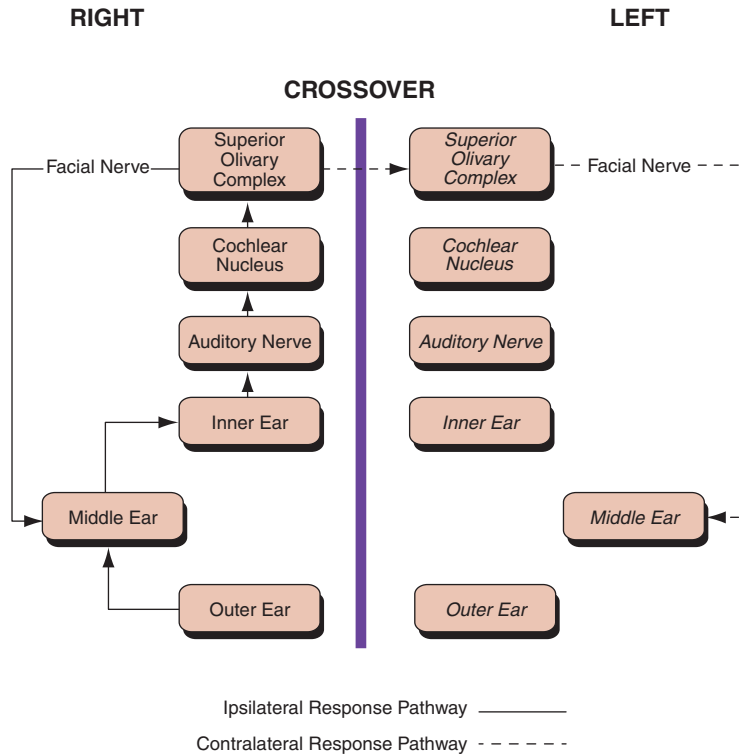 RIGHT
LEFT
CROSSOVER
Superior
Olivary
Complex
Superior
Olivary
Complex
Facial Nerve
Facial Nerve
Cochlear
Nucleus
Cochlear
Nucleus
Auditory Nerve
Auditory Nerve
Inner Ear
Inner Ear
Middle Ear
Middle Ear
Outer Ear
Outer Ear
Ipsilateral Response Pathway
Contralateral Response Pathway